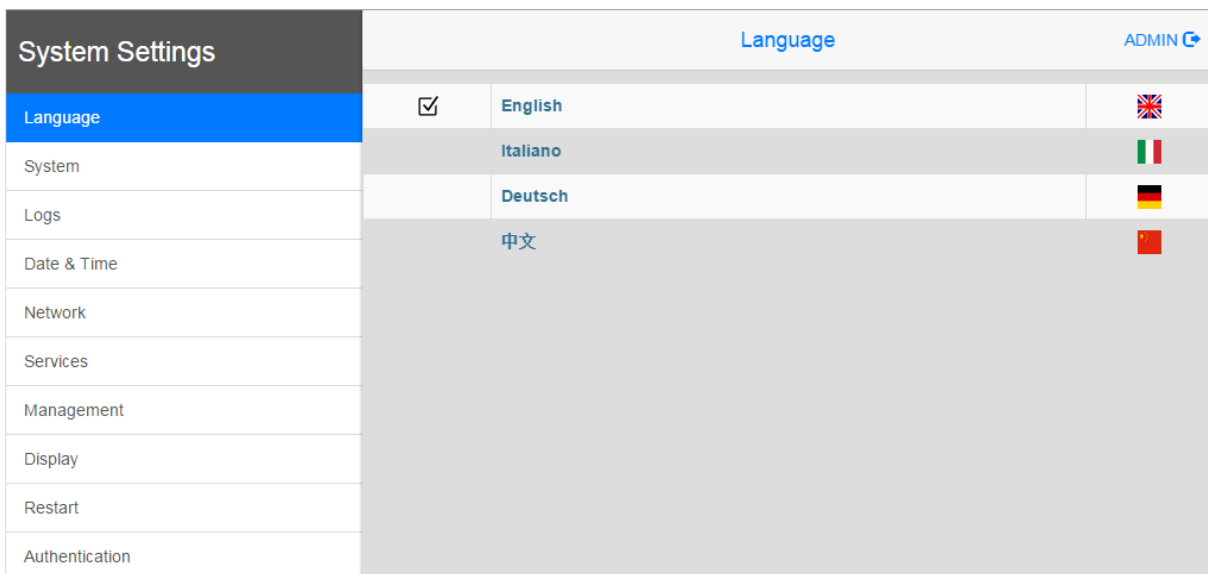 System Settings
Language
System
Logs
Date & Time
Network
Services
Management
Display
Restart
Authentication
Language
ADMIN
English
Italiano
Deutsch
中文